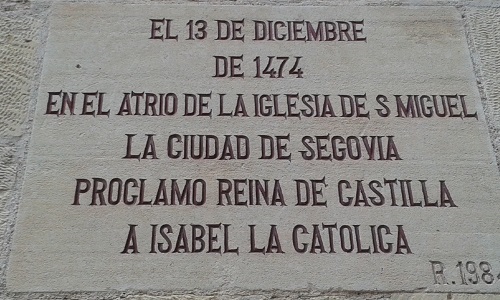 EL 13 DE DICIEMBRE
DE 1474
EN EL ATRIO DE LA IGLESIA DE S MIGUEL
LA CIUDAD DE SEGOVIA
PROCLAMO REINA DE CASTILLA
A ISABEL LA CATOLICA